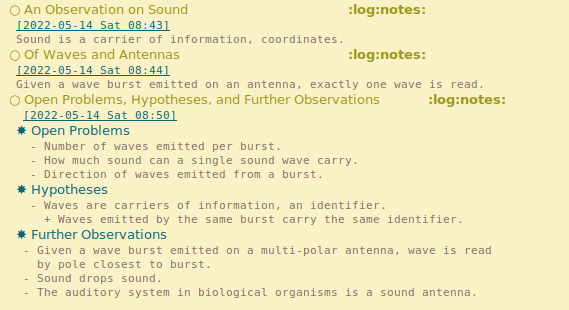 ○ An Observation on Sound :log:notes:
[2022-05-14 Sat 08:43]
Sound is a carrier of information, coordinates.
○ Of Waves and Antennas :log:notes:
[2022-05-14 Sat 08:44]
Given a wave burst emitted on an antenna, exactly one wave is read.
○ Open Problems, Hypotheses, and Further Observations :log:notes:
[2022-05-14 Sat 08:50]
✸ Open Problems
- Number of waves emitted per burst.
- How much sound can a single sound wave carry.
- Direction of waves emitted from a burst.
✸ Hypotheses
- Waves are carriers of information, an identifier.
+ Waves emitted by the same burst carry the same identifier.
✸ Further Observations
- Given a wave burst emitted on a multi-polar antenna, wave is read
by pole closest to burst.
- Sound drops sound.
- The auditory system in biological organisms is a sound antenna.